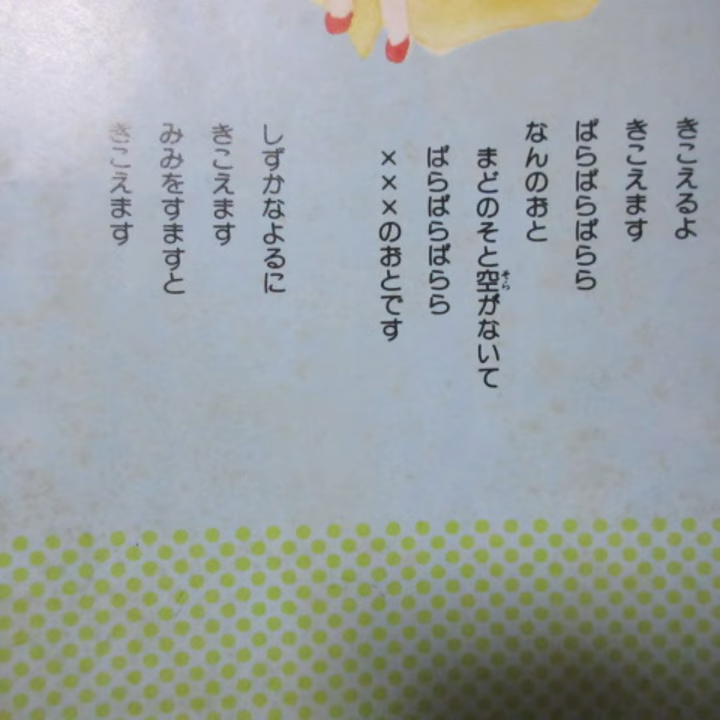 きこえるよ
きこえます
ぱらぱらぱらら
なんのおと
まどのそと空がないて
そら
ぱらぱらぱらら
×××のおとです
しずかなよるに
きこえます
みみをすますと
きこえます